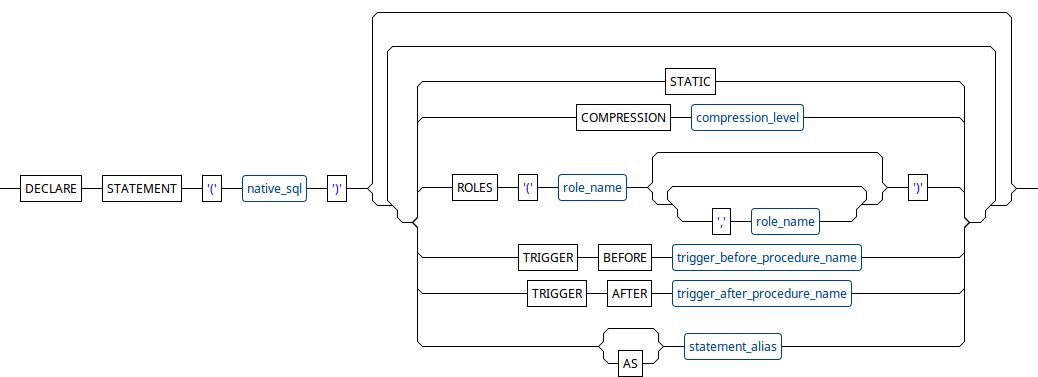 STATIC
COMPRESSION compression_level
DECLARE STATEMENT '(' native_sql ')' ROLES '(' role_name ')'
',' role_name
TRIGGER BEFORE trigger_before_procedure_name
TRIGGER AFTER trigger_after_procedure_name
statement_alias
AS